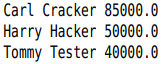 Carl Cracker 85000.0
Harry Hacker 50000.0
Tommy Tester 40000.0